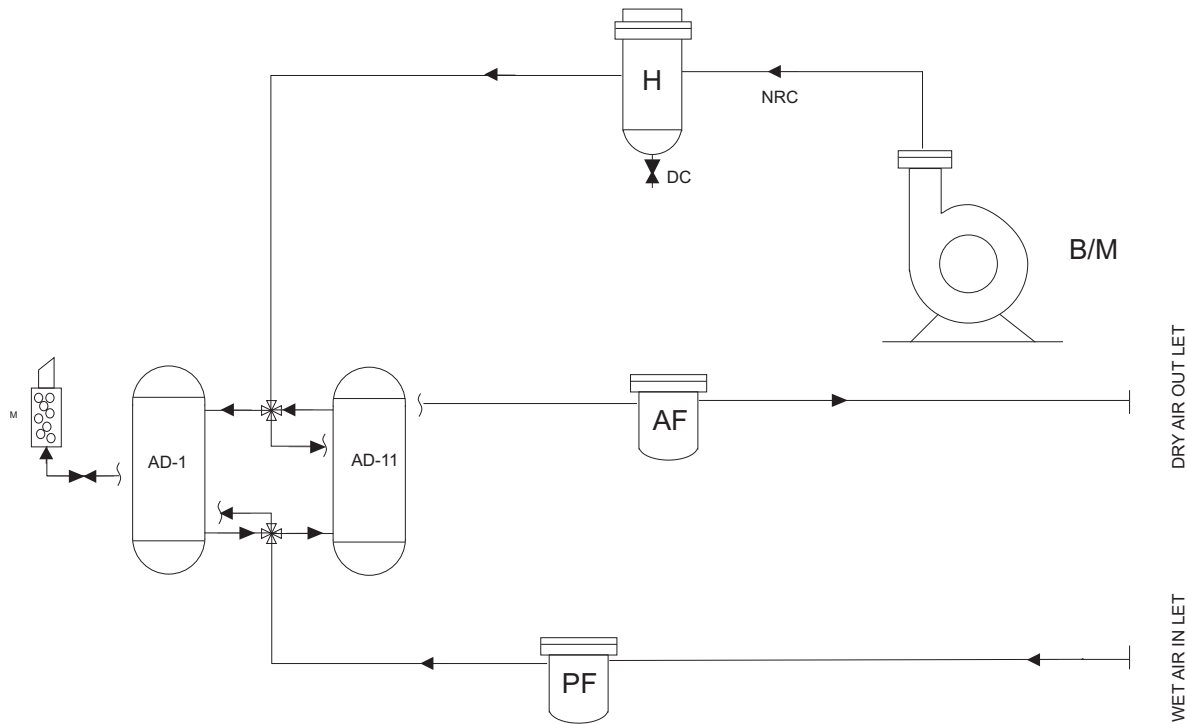 H
NRC
DC
B/M
DRY AIR OUT LET
M
AF
AD-1
AD-11
WET AIR IN LET
PF